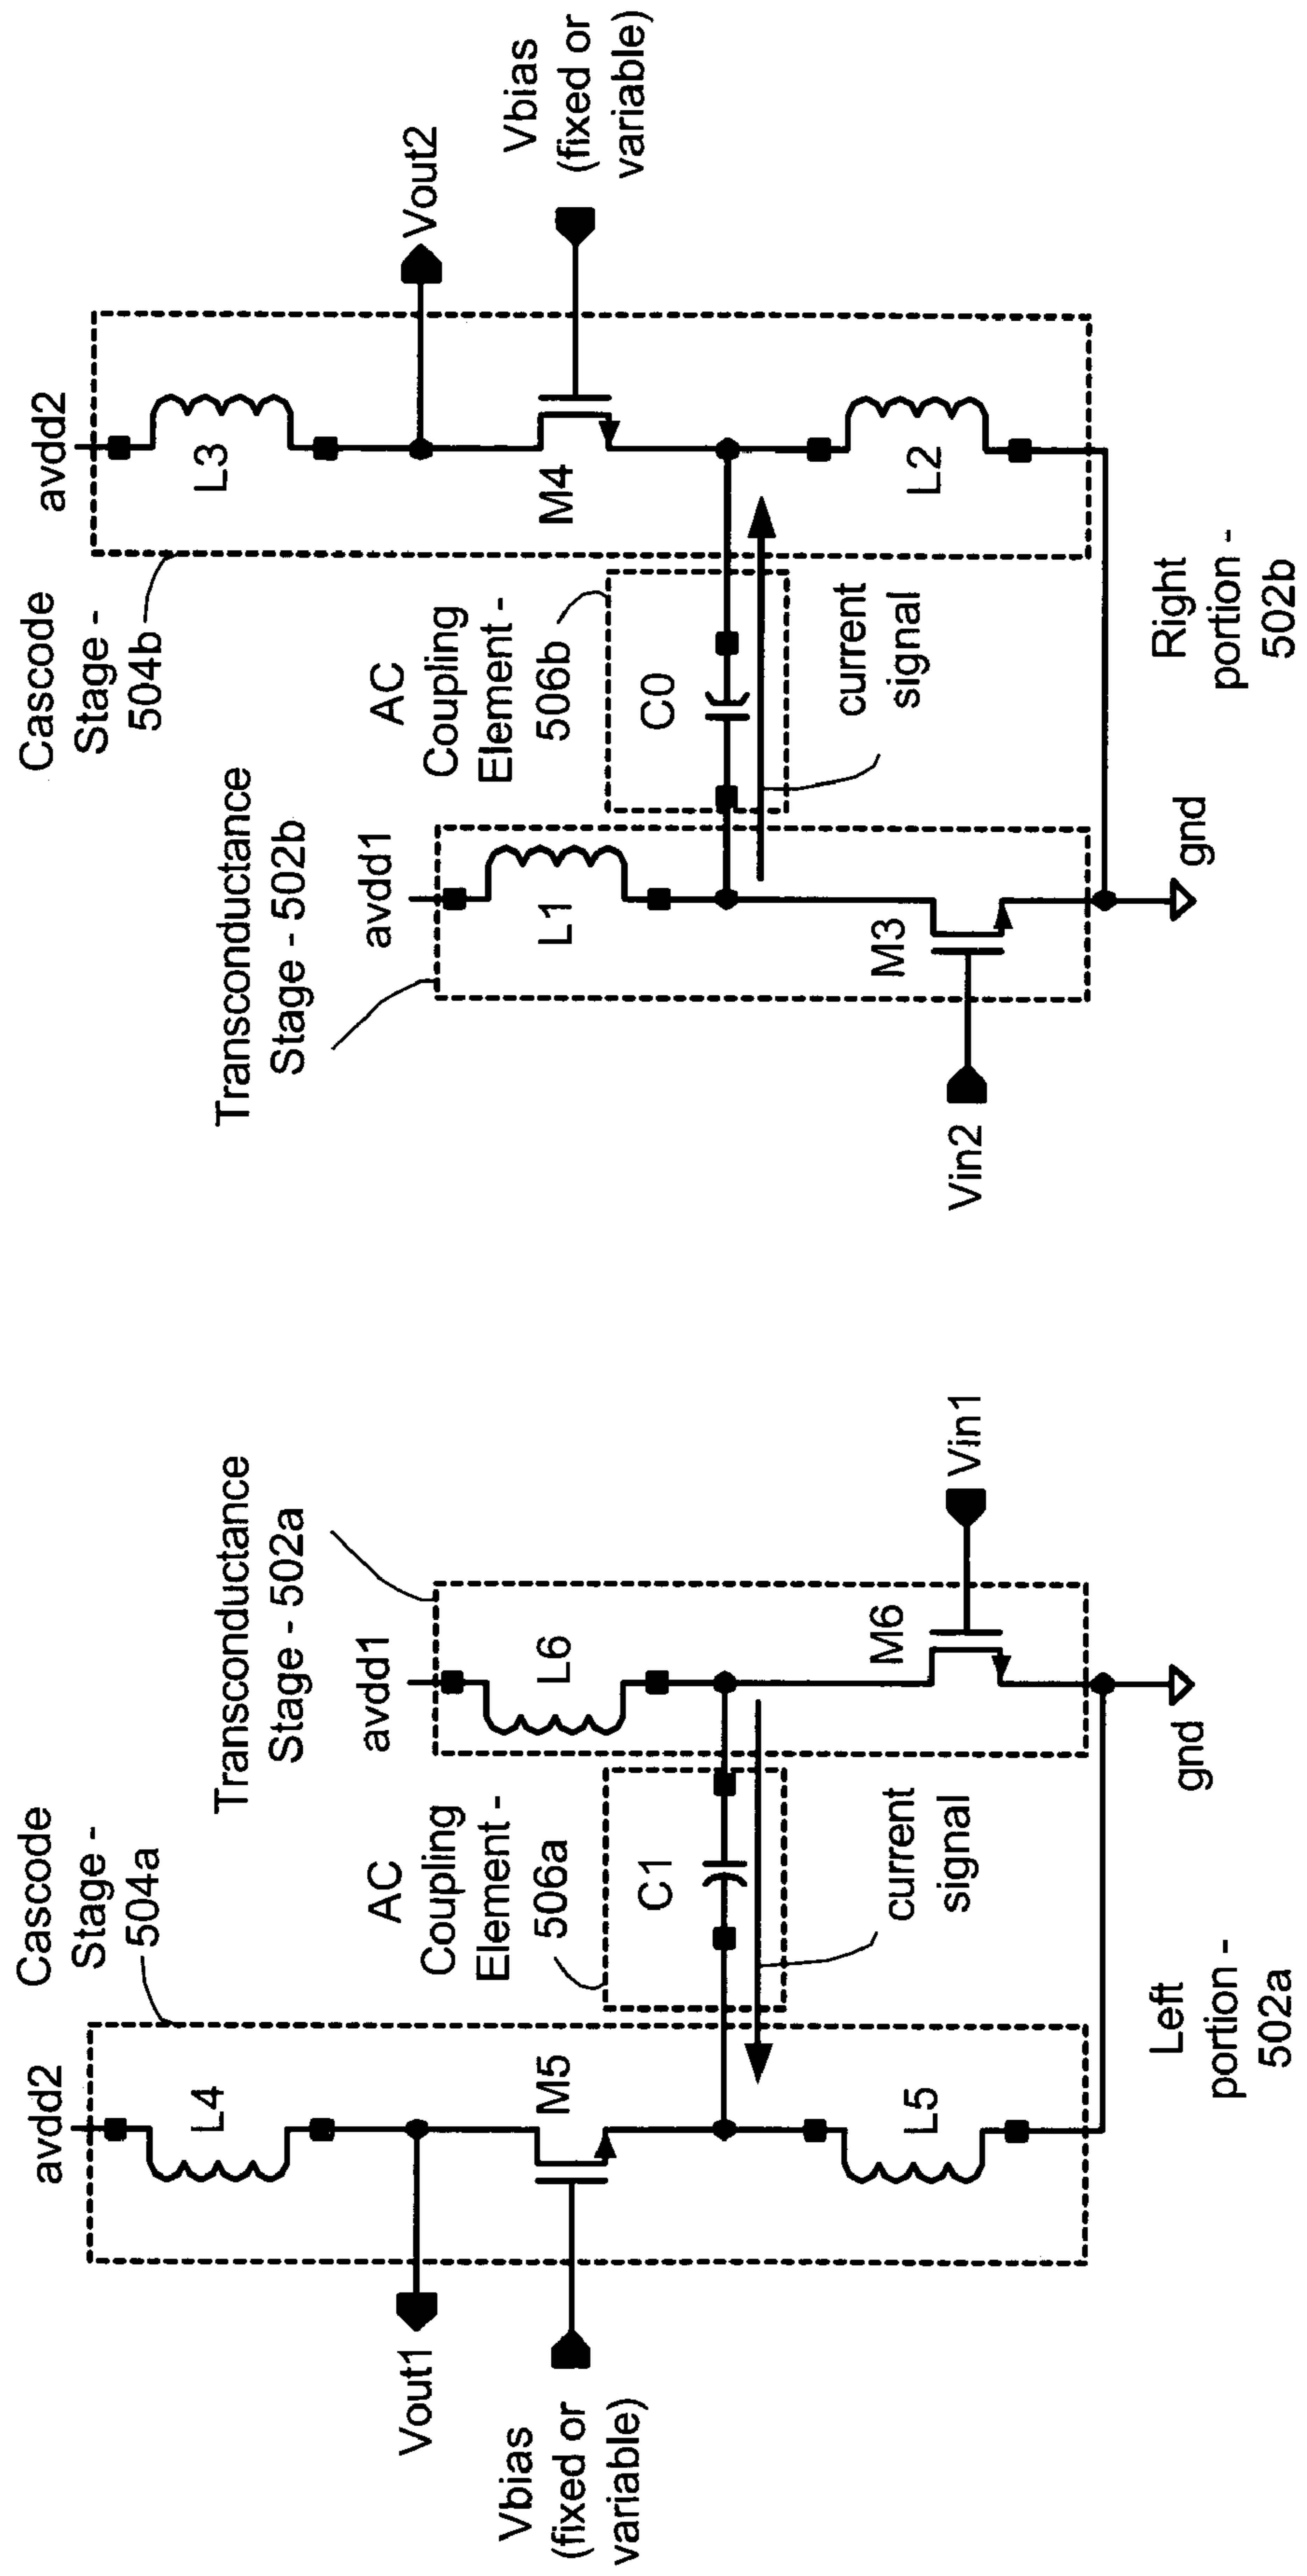 Cascode
Stage -
504a
Transconductance
Stage - 502a
avdd2
avdd1
L4
L6
Vout1
AC
Coupling
Element -
506a
M5
C1
Vbias
(fixed or
variable)
current
signal
M6
L5
Vin1
gnd
Left
portion -
502a
Cascode
Stage -
504b
Transconductance
Stage - 502b
avdd2
avdd1
L3
L1
Vout2
AC
Coupling
Element -
506b
M4
C0
Vbias
(fixed or
variable)
current
signal
M3
L2
Vin2
gnd
Right
portion -
502b